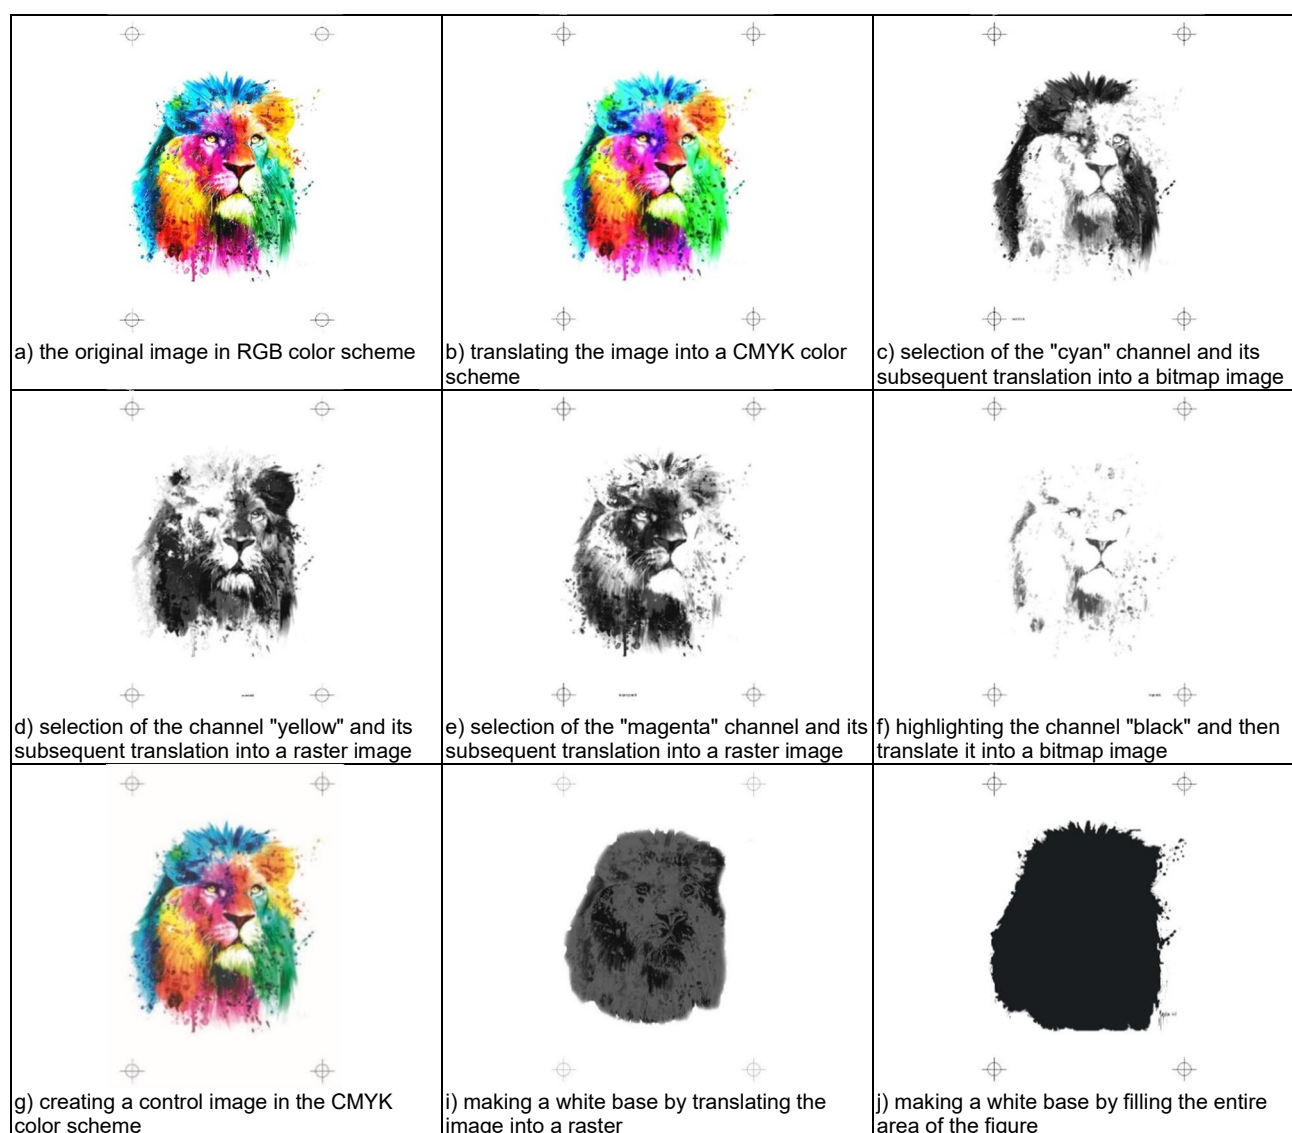 a) the original image in RGB color scheme
b) translating the image into a CMYK color
scheme
c) selection of the "cyan" channel and its
subsequent translation into a bitmap image
d) selection of the channel "yellow" and its
subsequent translation into a raster image
e) selection of the "magenta" channel and its
subsequent translation into a raster image
f) highlighting the channel "black" and then
translate it into a bitmap image
g) creating a control image in the CMYK
color scheme
i) making a white base by translating the
image into a raster
j) making a white base by filling the entire
area of the figure